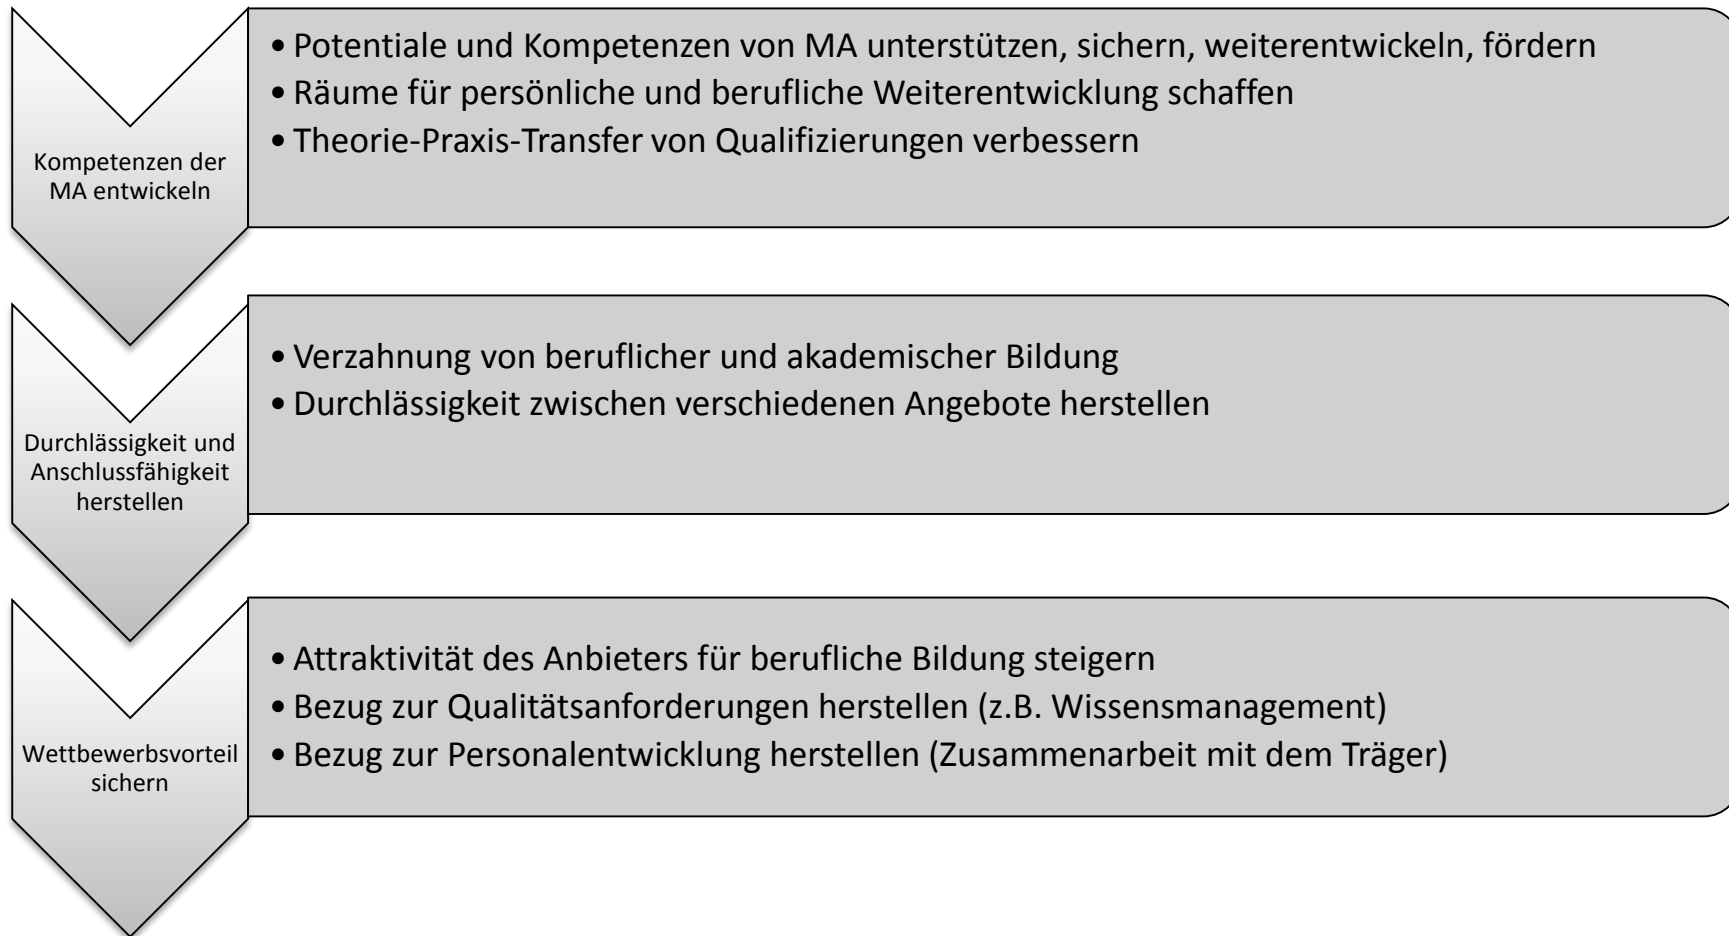 Kompetenzen der
MA entwickeln
• Potentiale und Kompetenzen von MA unterstützen, sichern, weiterentwickeln, fördern
• Räume für persönliche und berufliche Weiterentwicklung schaffen
• Theorie-Praxis-Transfer von Qualifizierungen verbessern
Durchlässigkeit und
Anschlussfähigkeit
herstellen
• Verzahnung von beruflicher und akademischer Bildung
• Durchlässigkeit zwischen verschiedenen Angebote herstellen
Wettbewerbsvorteil
sichern
• Attraktivität des Anbieters für berufliche Bildung steigern
• Bezug zur Qualitätsanforderungen herstellen (z.B. Wissensmanagement)
• Bezug zur Personalentwicklung herstellen (Zusammenarbeit mit dem Träger)